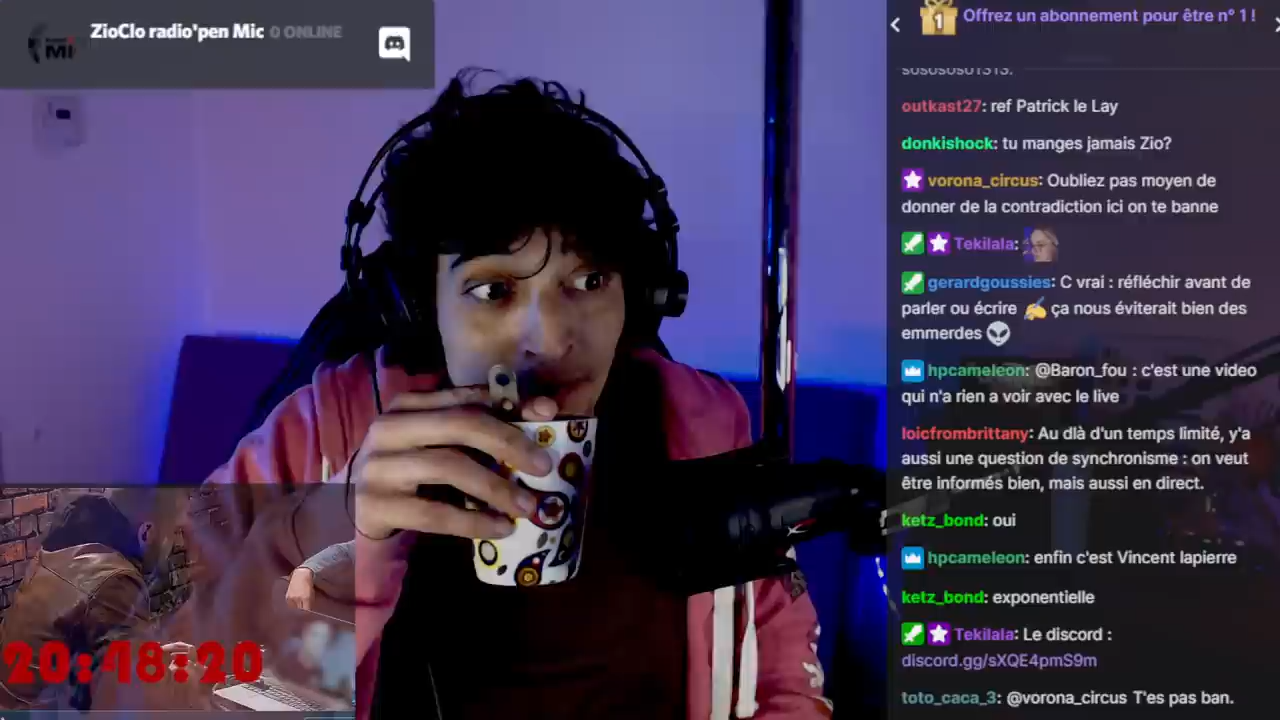 ZioClo radio'pen Mic 0 ONLINE
MI
20:48:20
1 Offrez un abonnement pour être n° 1 !
sosososo1313.
outkast27: ref Patrick le Lay
donkishock: tu manges jamais Zio?
vorona_circus: Oubliez pas moyen de
donner de la contradiction ici on te banne
Tekilala:
gerardgoussies: C vrai : réfléchir avant de
parler ou écrire ✍️ ça nous éviterait bien des
emmerdes 👽
hpcameleon: @Baron_fou : c'est une video
qui n'a rien a voir avec le live
loicfrombrittany: Au dlà d'un temps limité, y'a
aussi une question de synchronisme : on veut
être informés bien, mais aussi en direct.
ketz_bond: oui
hpcameleon: enfin c'est Vincent lapierre
ketz_bond: exponentielle
Tekilala: Le discord :
discord.gg/sXQE4pmS9m
toto_caca_3: @vorona_circus T'es pas ban.